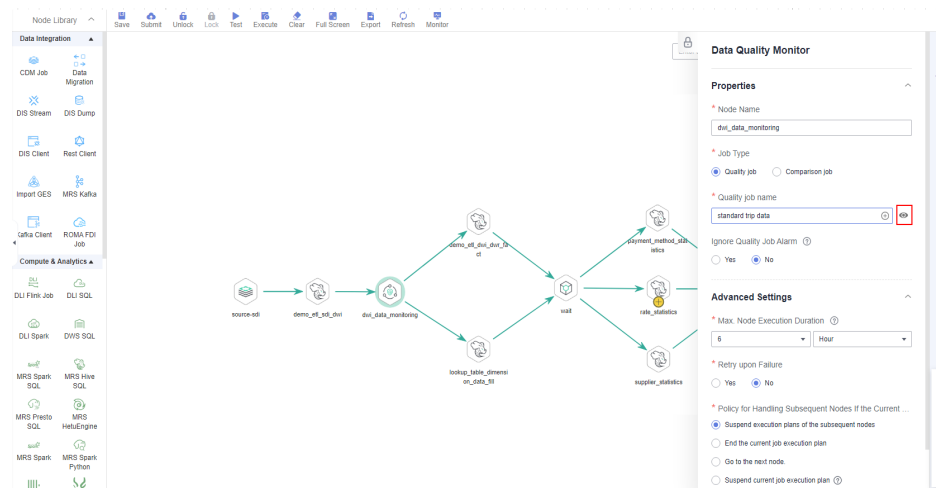 Node Library
Save Submit Unlock Lock Test Execute Clear Full Screen Export Refresh Monitor
Data Integration
CDM Job
Data
Migration
DIS Stream
DIS Dump
DIS Client
Rest Client
Import GES
MRS Kafka
Kafka Client
ROMA FDI
Job
Compute & Analytics
DLI
DLI Flink Job
DLI SQL
DLI Spark
DWS SQL
MRS Spark
SQL
MRS Hive
SQL
MRS Presto
SQL
MRS
HetuEngine
MRS Spark
MRS Spark
Python
source-sdi
demo_etl_sdi_dwi
dwi_data_monitoring
demo_etl_dwi_dwr_fa
ct
lookup_table_dimensi
on_data_fill
wait
payment_method_stat
istics
rate_statistics
supplier_statistics
Data Quality Monitor
Properties
* Node Name
dwi_data_monitoring
* Job Type
Quality job Comparison job
* Quality job name
standard trip data
Ignore Quality Job Alarm
Yes No
Advanced Settings
* Max. Node Execution Duration
6 Hour
* Retry upon Failure
Yes No
* Policy for Handling Subsequent Nodes If the Current ...
Suspend execution plans of the subsequent nodes
End the current job execution plan
Go to the next node.
Suspend current job execution plan